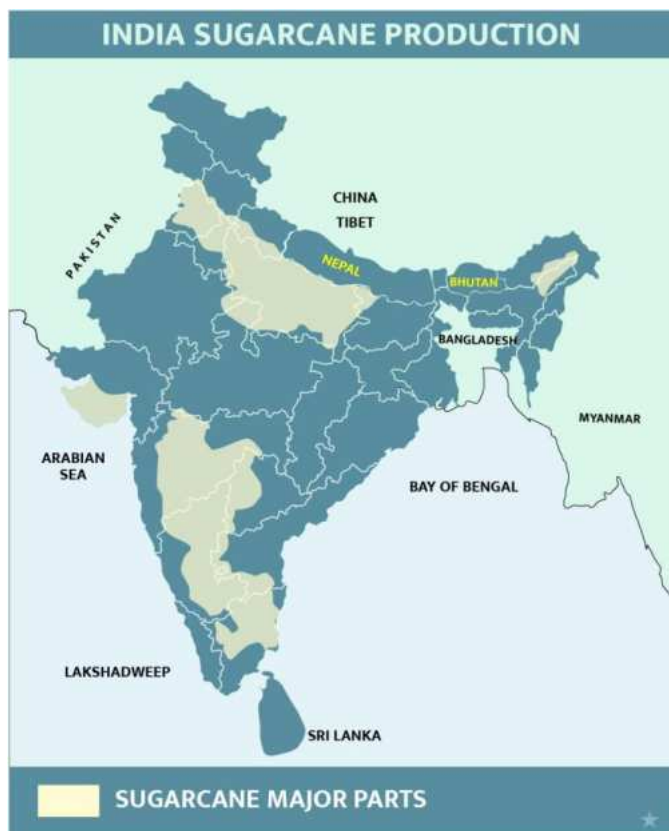 INDIA SUGARCANE PRODUCTION
CHINA
TIBET
PAKISTAN
NEPAL
BHUTAN
BANGLADESH
MYANMAR
ARABIAN
SEA
BAY OF BENGAL
LAKSHADWEEP
SRI LANKA
SUGARCANE MAJOR PARTS